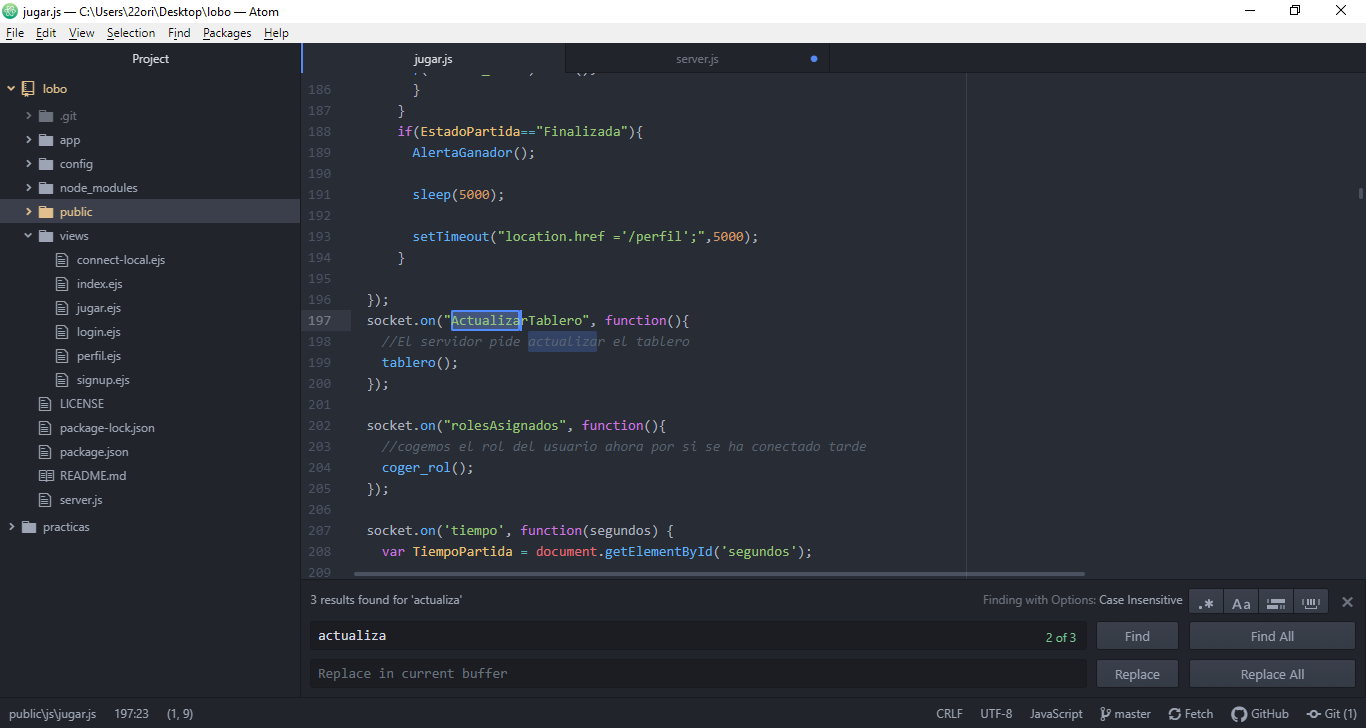 jugar.js — C:\Users\22ori\Desktop\lobo — Atom
File Edit View Selection Find Packages Help
Project
jugar.js
server.js
lobo
.git
app
config
node_modules
public
views
connect-local.ejs
index.ejs
jugar.ejs
login.ejs
perfil.ejs
signup.ejs
LICENSE
package-lock.json
package.json
README.md
server.js
practicas
186 }
187 }
188 if(EstadoPartida=="Finalizada"){
189 AlertaGanador();
190
191 sleep(5000);
192
193 setTimeout("location.href ='/perfil';",5000);
194 }
195
196 });
197 socket.on("ActualizarTablero", function(){
198 //El servidor pide actualizar el tablero
199 tablero();
200 });
201
202 socket.on("rolesAsignados", function(){
203 //cogemos el rol del usuario ahora por si se ha conectado tarde
204 coger_rol();
205 });
206
207 socket.on('tiempo', function(segundos) {
208 var TiempoPartida = document.getElementById('segundos');
209
3 results found for 'actualiza'
Finding with Options: Case Insensitive
.* Aa
actualiza 2 of 3 Find Find All
Replace in current buffer Replace Replace All
public\js\jugar.js 197:23 (1, 9) CRLF UTF-8 JavaScript master Fetch GitHub Git (1)